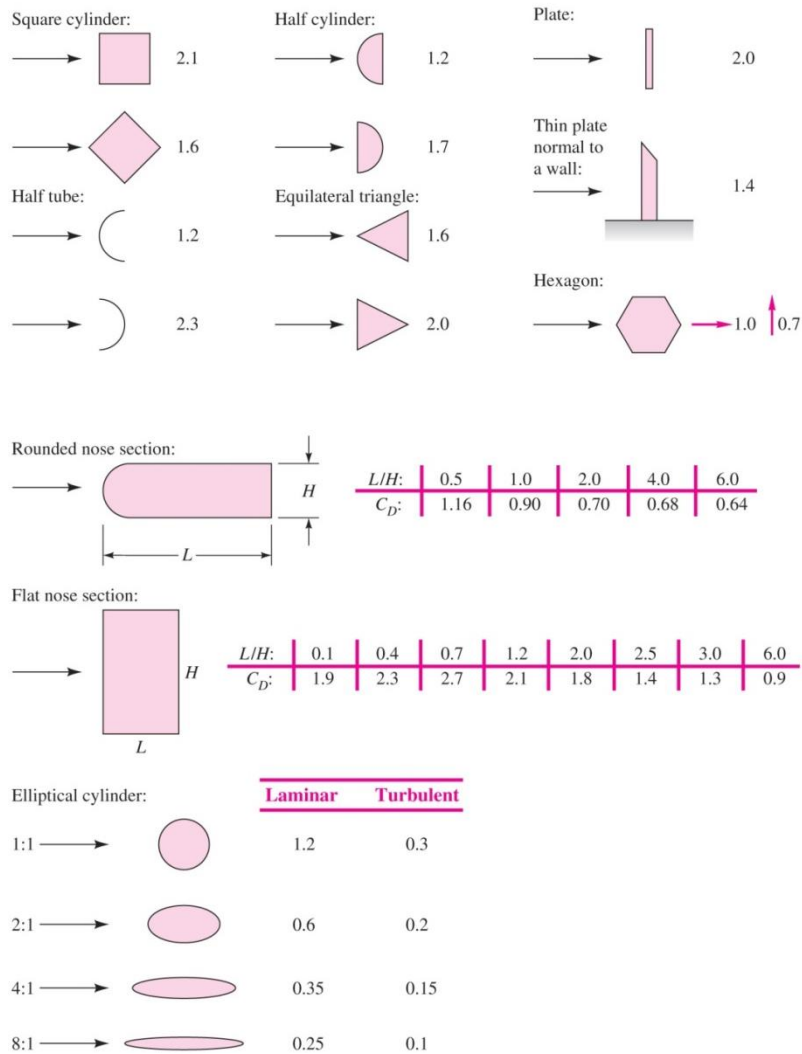 Square cylinder:
2.1
1.6
Half tube:
1.2
2.3
Half cylinder:
1.2
1.7
Equilateral triangle:
1.6
2.0
Plate:
2.0
Thin plate
normal to
a wall:
1.4
Hexagon:
1.0 0.7
Rounded nose section:
H
L
L/H: 0.5 1.0 2.0 4.0 6.0
C_D: 1.16 0.90 0.70 0.68 0.64
Flat nose section:
H
L
L/H: 0.1 0.4 0.7 1.2 2.0 2.5 3.0 6.0
C_D: 1.9 2.3 2.7 2.1 1.8 1.4 1.3 0.9
Elliptical cylinder: Laminar Turbulent
1:1 1.2 0.3
2:1 0.6 0.2
4:1 0.35 0.15
8:1 0.25 0.1